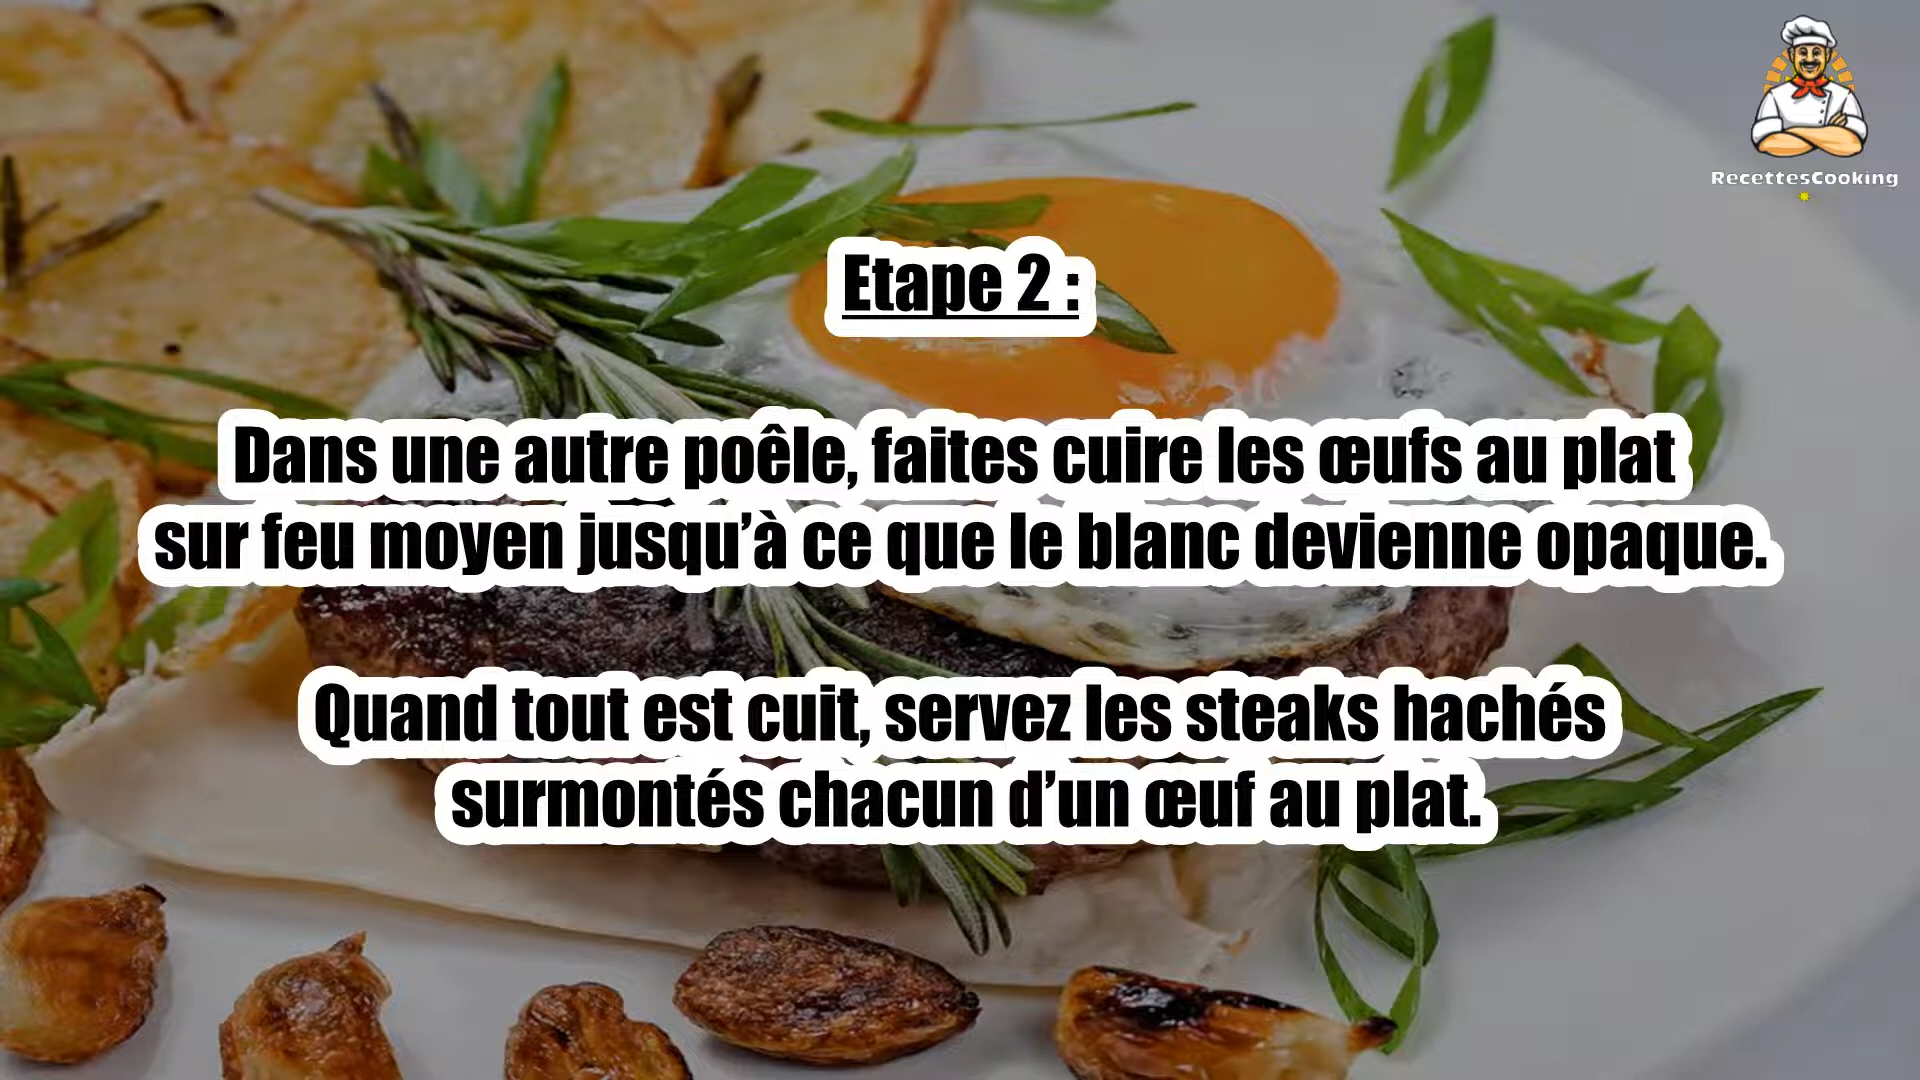 RecettesCooking
Etape 2 :
Dans une autre poêle, faites cuire les œufs au plat
sur feu moyen jusqu’à ce que le blanc devienne opaque.
Quand tout est cuit, servez les steaks hachés
surmontés chacun d’un œuf au plat.